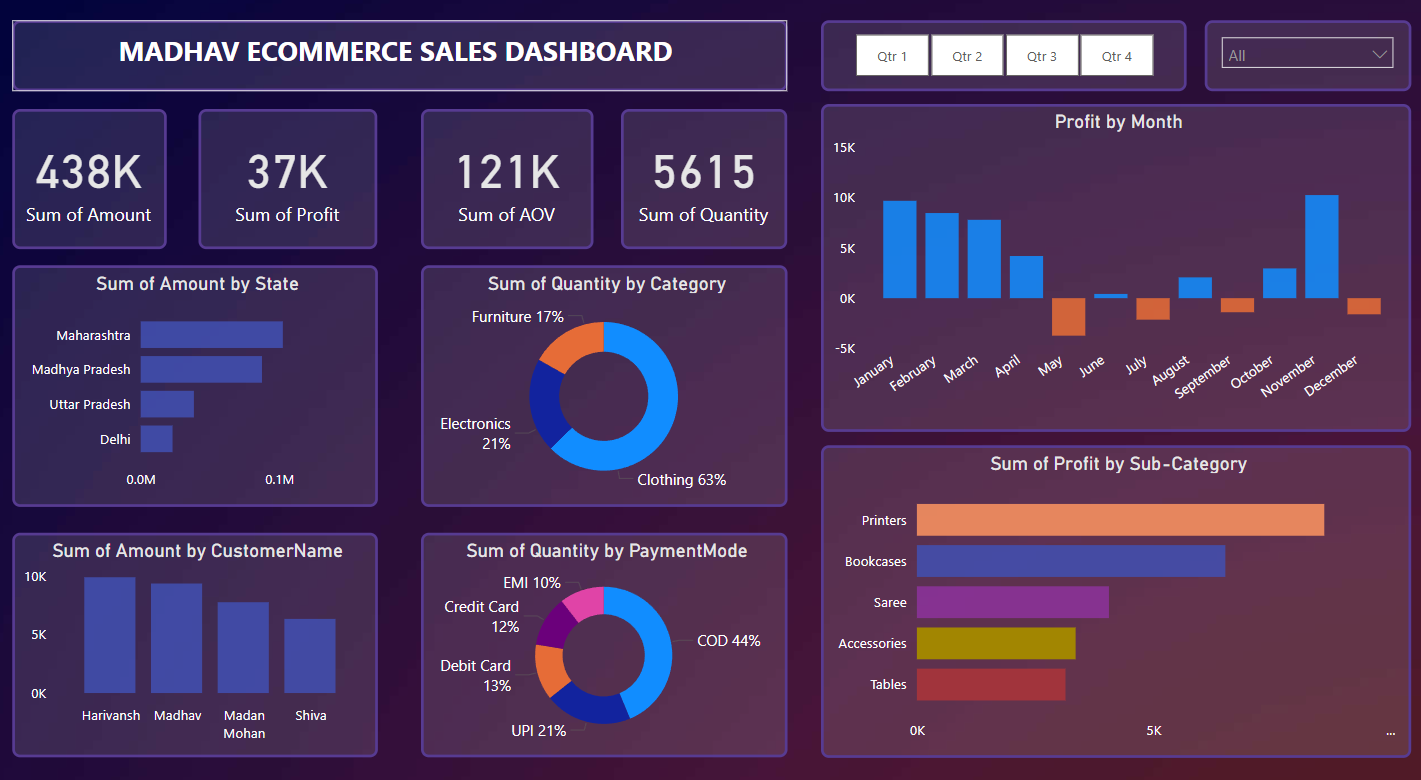 MADHAV ECOMMERCE SALES DASHBOARD
Qtr 1
Qtr 2
Qtr 3
Qtr 4
All
438K
Sum of Amount
37K
Sum of Profit
121K
Sum of AOV
5615
Sum of Quantity
Profit by Month
15K
10K
5K
0K
-5K
January
February
March
April
May
June
July
August
September
October
November
December
Sum of Amount by State
Maharashtra
Madhya Pradesh
Uttar Pradesh
Delhi
0.0M
0.1M
Sum of Quantity by Category
Furniture 17%
Electronics
21%
Clothing 63%
Sum of Profit by Sub-Category
Printers
Bookcases
Saree
Accessories
Tables
0K
5K
...
Sum of Amount by CustomerName
10K
5K
0K
Harivansh
Madhav
Madan
Mohan
Shiva
Sum of Quantity by PaymentMode
EMI 10%
Credit Card
12%
Debit Card
13%
UPI 21%
COD 44%